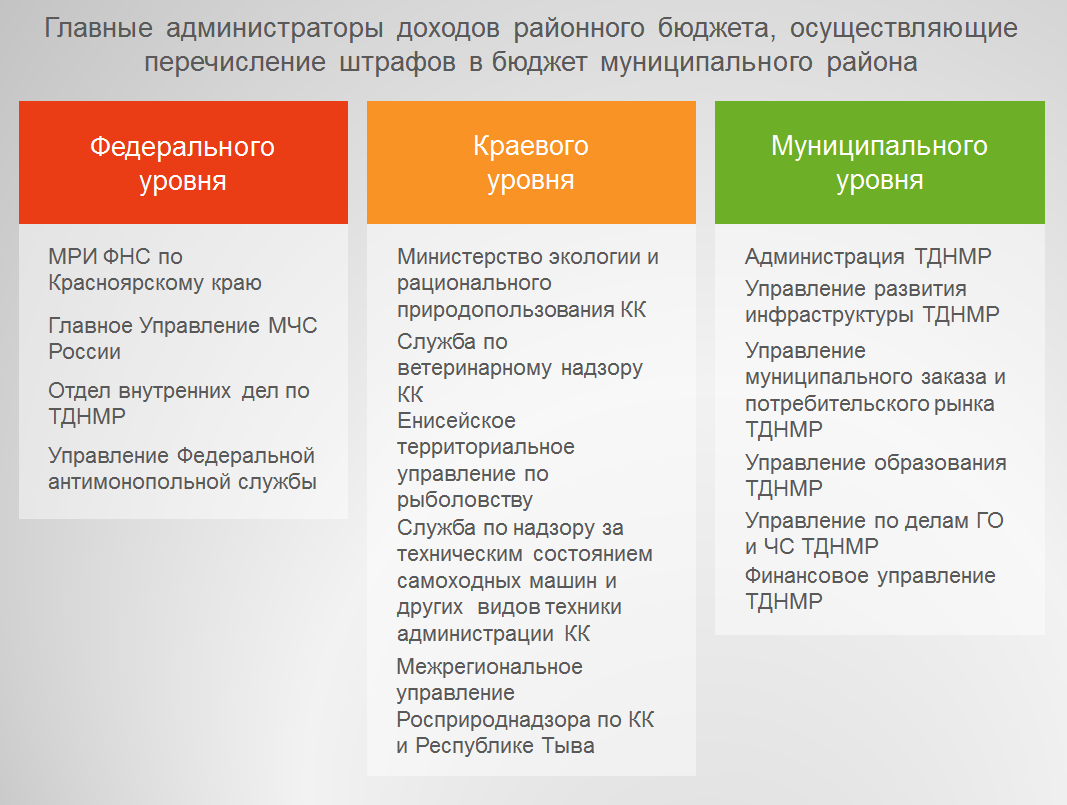 Главные администраторы доходов районного бюджета, осуществляющие
перечисление штрафов в бюджет муниципального района
Федерального
уровня
МРИ ФНС по
Красноярскому краю
Главное Управление МЧС
России
Отдел внутренних дел по
ТДНМР
Управление Федеральной
антимонопольной службы
Краевого
уровня
Министерство экологии и
рационального
природопользования КК
Служба по
ветеринарному надзору
КК
Енисейское
территориальное
управление по
рыболовству
Служба по надзору за
техническим состоянием
самоходных машин и
других видов техники
администрации КК
Межрегиональное
управление
Росприроднадзора по КК
и Республике Тыва
Муниципального
уровня
Администрация ТДНМР
Управление развития
инфраструктуры ТДНМР
Управление
муниципального заказа и
потребительского рынка
ТДНМР
Управление образования
ТДНМР
Управление по делам ГО
и ЧС ТДНМР
Финансовое управление
ТДНМР